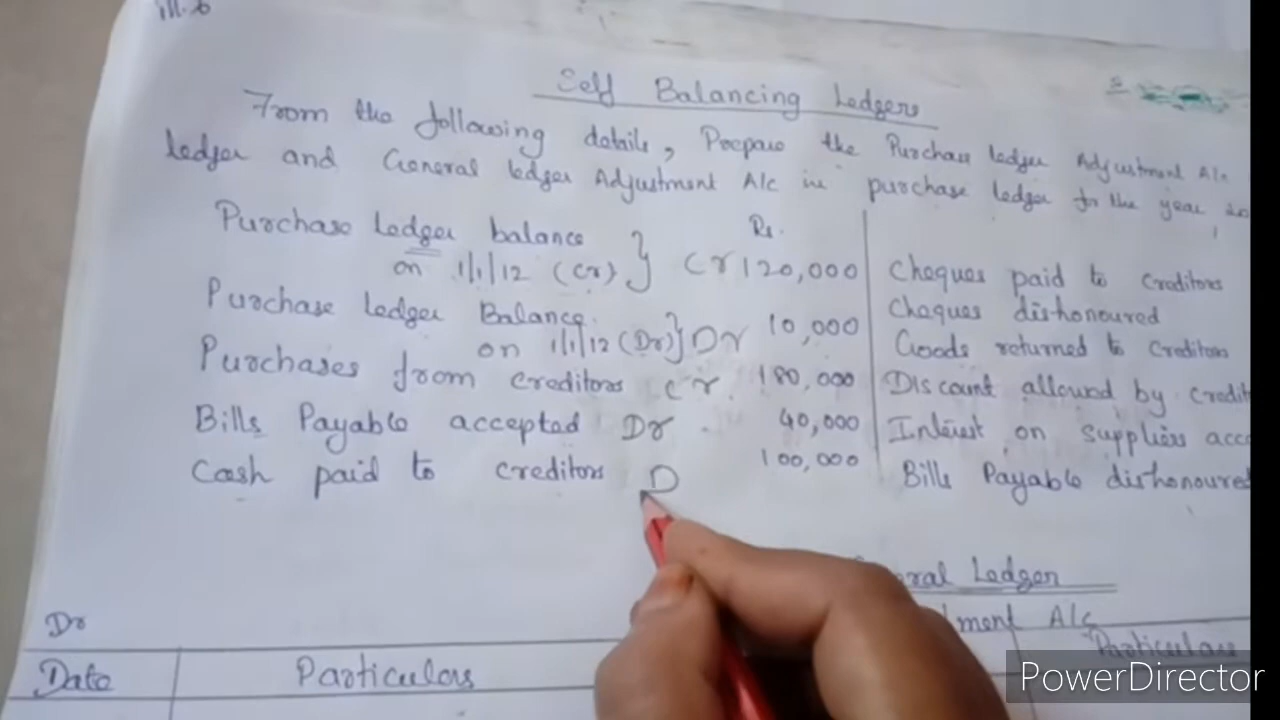 Ill. 6
Self Balancing Ledgers
From the following details, Prepare the Purchase ledger Adjustment A/c
ledger and General ledger Adjustment A/c in purchase ledger for the year 20
Rs.
Purchase Ledger balance
on 1/1/12 (Cr) } Cr 120,000
Purchase Ledger Balance
on 1/1/12 (Dr) } Dr 10,000
Purchases from creditors Cr. 180,000
Bills Payable accepted Dr 40,000
Cash paid to creditors D 100,000
Cheques paid to creditors
Cheques dishonoured
Goods returned to creditors
Discount allowed by credit
Interest on suppliers acc
Bills Payable dishonoured
Ledger
A/c
Dr
Date Particulars
Particulars
PowerDirector